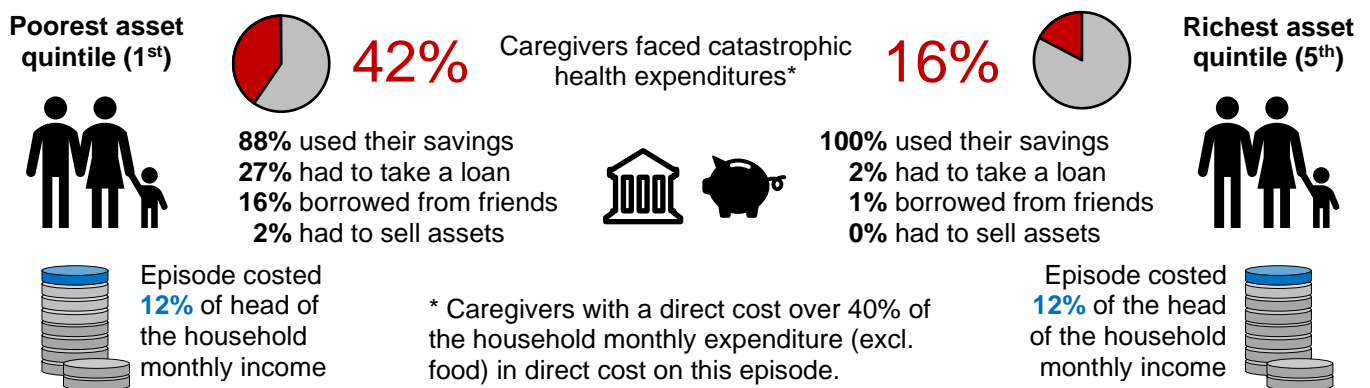 Poorest asset
quintile (1st)
42%
Caregivers faced catastrophic
health expenditures*
16%
Richest asset
quintile (5th)
88% used their savings
27% had to take a loan
16% borrowed from friends
2% had to sell assets
100% used their savings
2% had to take a loan
1% borrowed from friends
0% had to sell assets
Episode costed
12% of head of
the household
monthly income
* Caregivers with a direct cost over 40% of
the household monthly expenditure (excl.
food) in direct cost on this episode.
Episode costed
12% of the head
of the household
monthly income